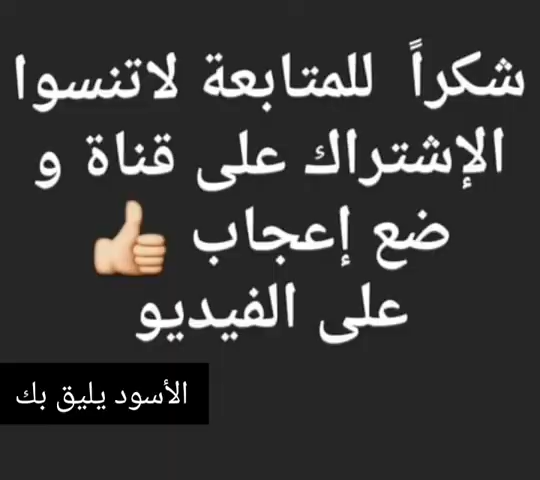 شكراً للمتابعة لاتنسوا
الإشتراك على قناة و
ضع إعجاب 👍🏼
على الفيديو
الأسود يليق بك